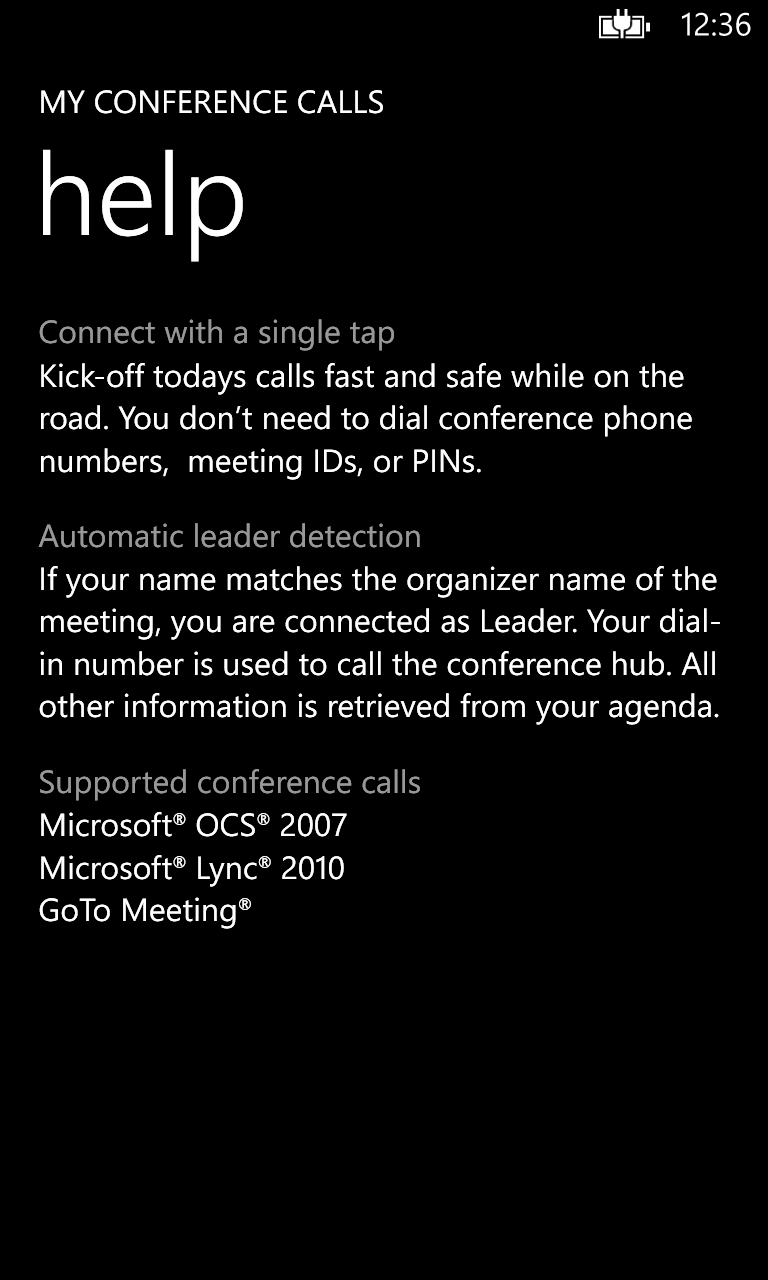 12:36
MY CONFERENCE CALLS
help
Connect with a single tap
Kick-off todays calls fast and safe while on the
road. You don’t need to dial conference phone
numbers,  meeting IDs, or PINs.
Automatic leader detection
If your name matches the organizer name of the
meeting, you are connected as Leader. Your dial-
in number is used to call the conference hub. All
other information is retrieved from your agenda.
Supported conference calls
Microsoft® OCS® 2007
Microsoft® Lync® 2010
GoTo Meeting®